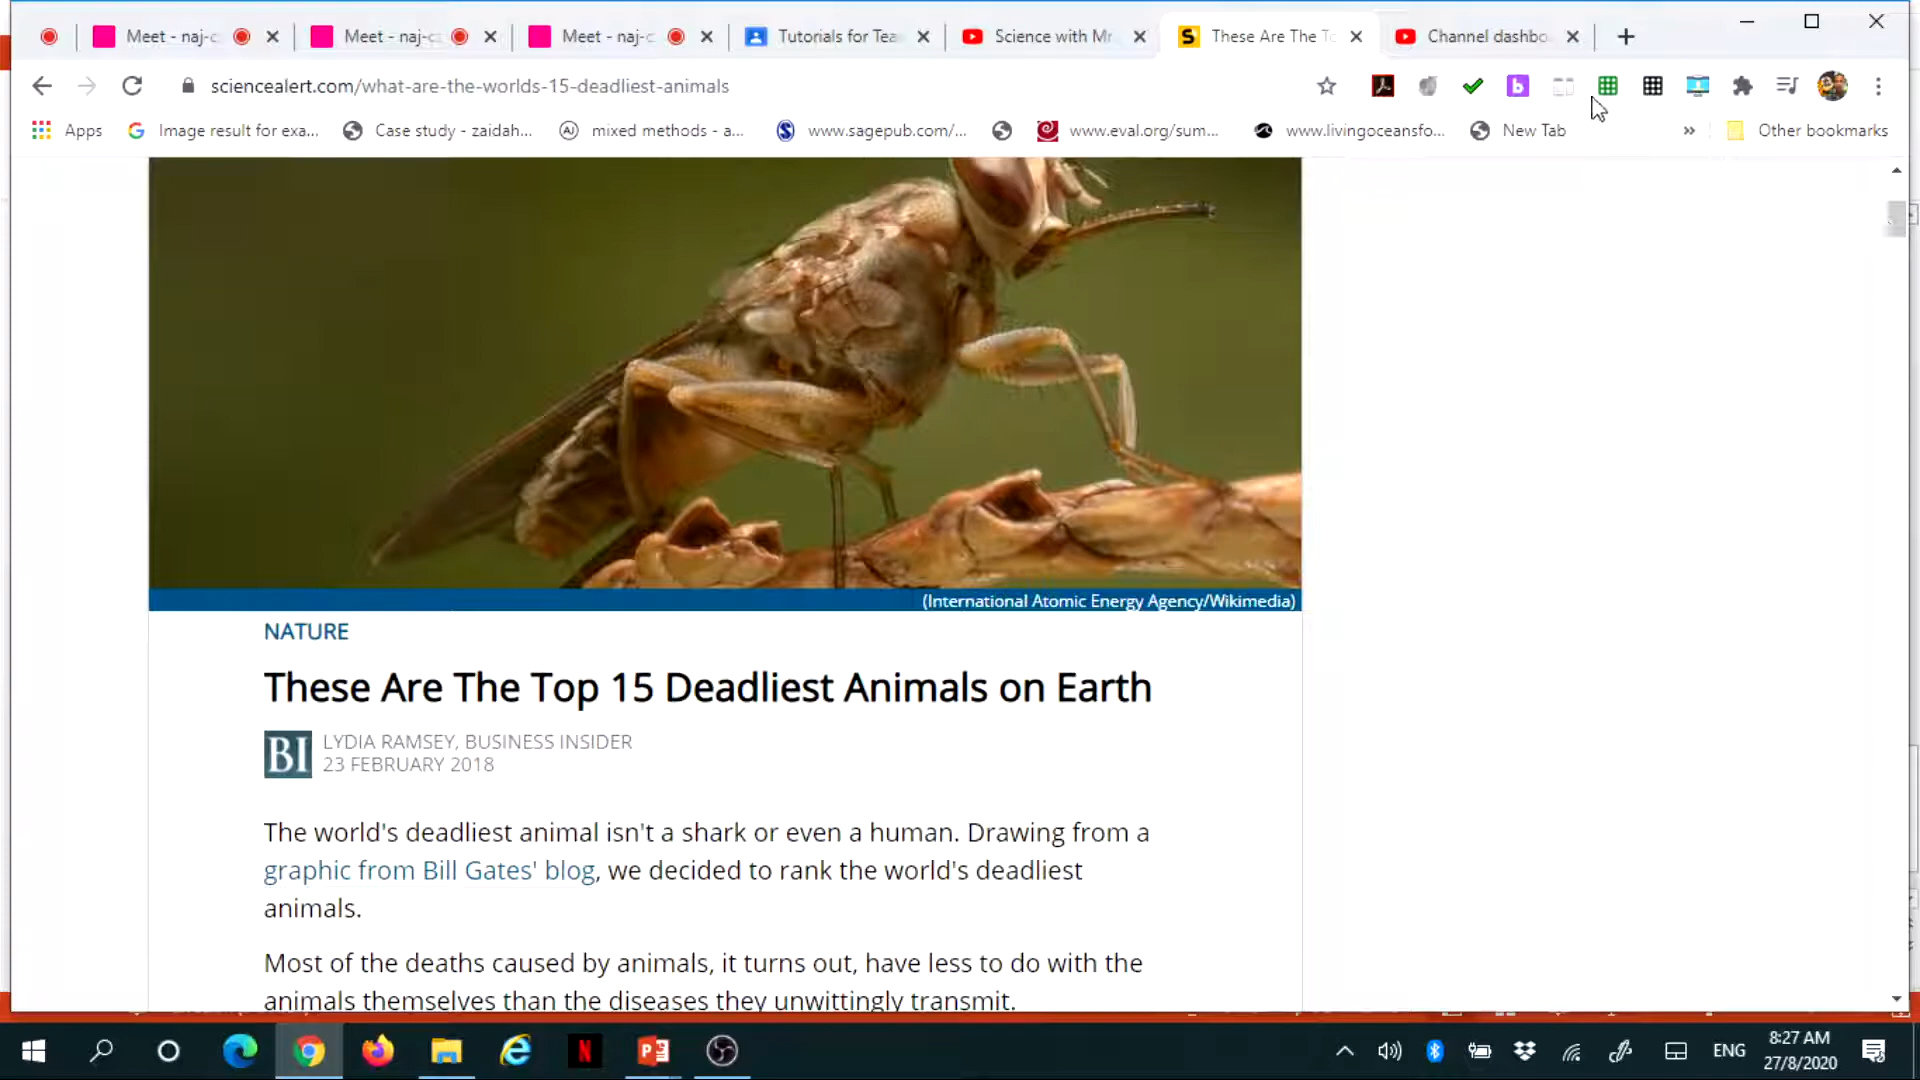 Meet - naj-c
Meet - naj-c
Meet - naj-c
Tutorials for Tea
Science with Mr
These Are The To
Channel dashbo
sciencealert.com/what-are-the-worlds-15-deadliest-animals
Apps
Image result for exa...
Case study - zaidah...
mixed methods - a...
www.sagepub.com/...
www.eval.org/sum...
www.livingoceansfo...
New Tab
»
Other bookmarks
(International Atomic Energy Agency/Wikimedia)
NATURE
These Are The Top 15 Deadliest Animals on Earth
BI
LYDIA RAMSEY, BUSINESS INSIDER
23 FEBRUARY 2018
The world's deadliest animal isn't a shark or even a human. Drawing from a
graphic from Bill Gates' blog, we decided to rank the world's deadliest
animals.
Most of the deaths caused by animals, it turns out, have less to do with the
animals themselves than the diseases they unwittingly transmit.
ENG
8:27 AM
27/8/2020